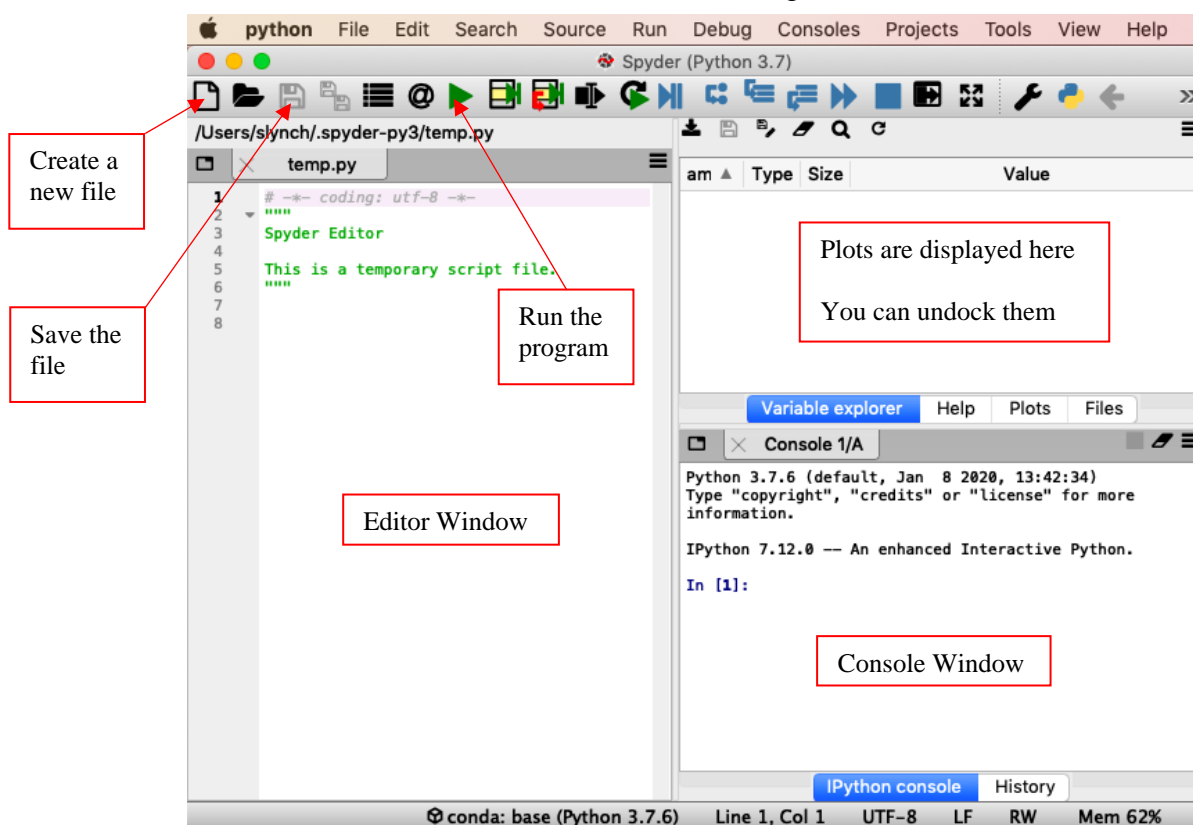 python File Edit Search Source Run Debug Consoles Projects Tools View Help
Spyder (Python 3.7)
/Users/slynch/.spyder-py3/temp.py
temp.py
1 # -*- coding: utf-8 -*-
2 """
3 Spyder Editor
4
5 This is a temporary script file.
6 """
7
8
Create a
new file
Save the
file
Run the
program
Editor Window
am Type Size Value
Plots are displayed here
You can undock them
Variable explorer Help Plots Files
Console 1/A
Python 3.7.6 (default, Jan 8 2020, 13:42:34)
Type "copyright", "credits" or "license" for more
information.
IPython 7.12.0 -- An enhanced Interactive Python.
In [1]:
Console Window
IPython console History
conda: base (Python 3.7.6) Line 1, Col 1 UTF-8 LF RW Mem 62%